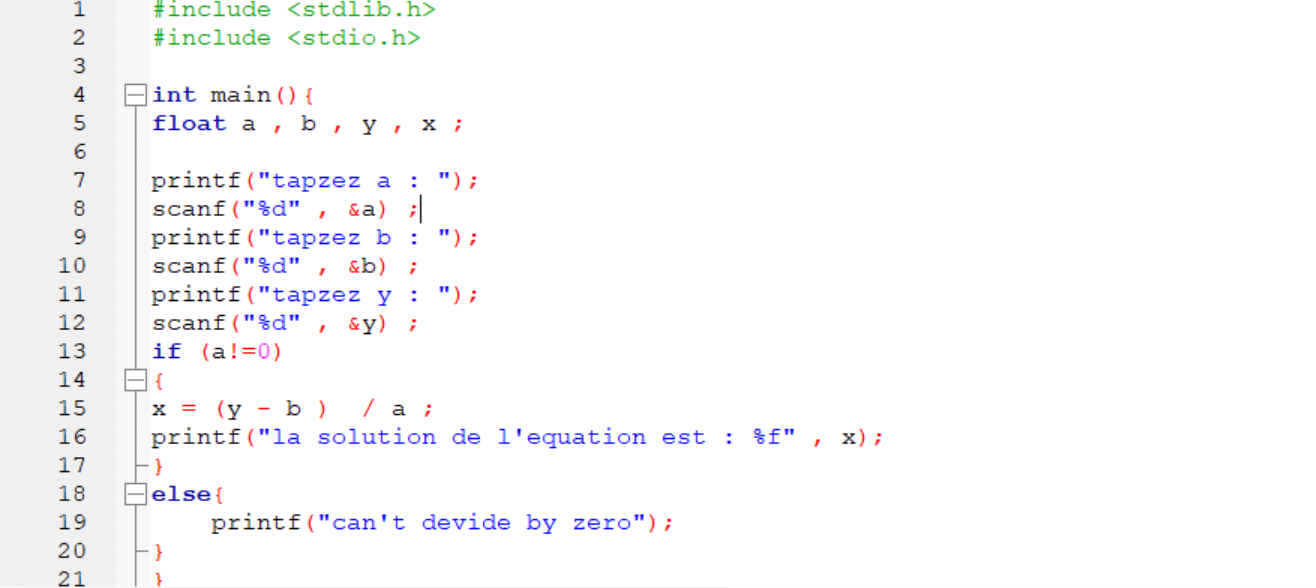 1 #include <stdlib.h>
2 #include <stdio.h>
3
4 int main(){
5 float a , b , y , x ;
6
7 printf("tapzez a : ");
8 scanf("%d" , &a) ;
9 printf("tapzez b : ");
10 scanf("%d" , &b) ;
11 printf("tapzez y : ");
12 scanf("%d" , &y) ;
13 if (a!=0)
14 {
15 x = (y - b )  / a ;
16 printf("la solution de l'equation est : %f" , x);
17 }
18 else{
19     printf("can't devide by zero");
20 }
21 }